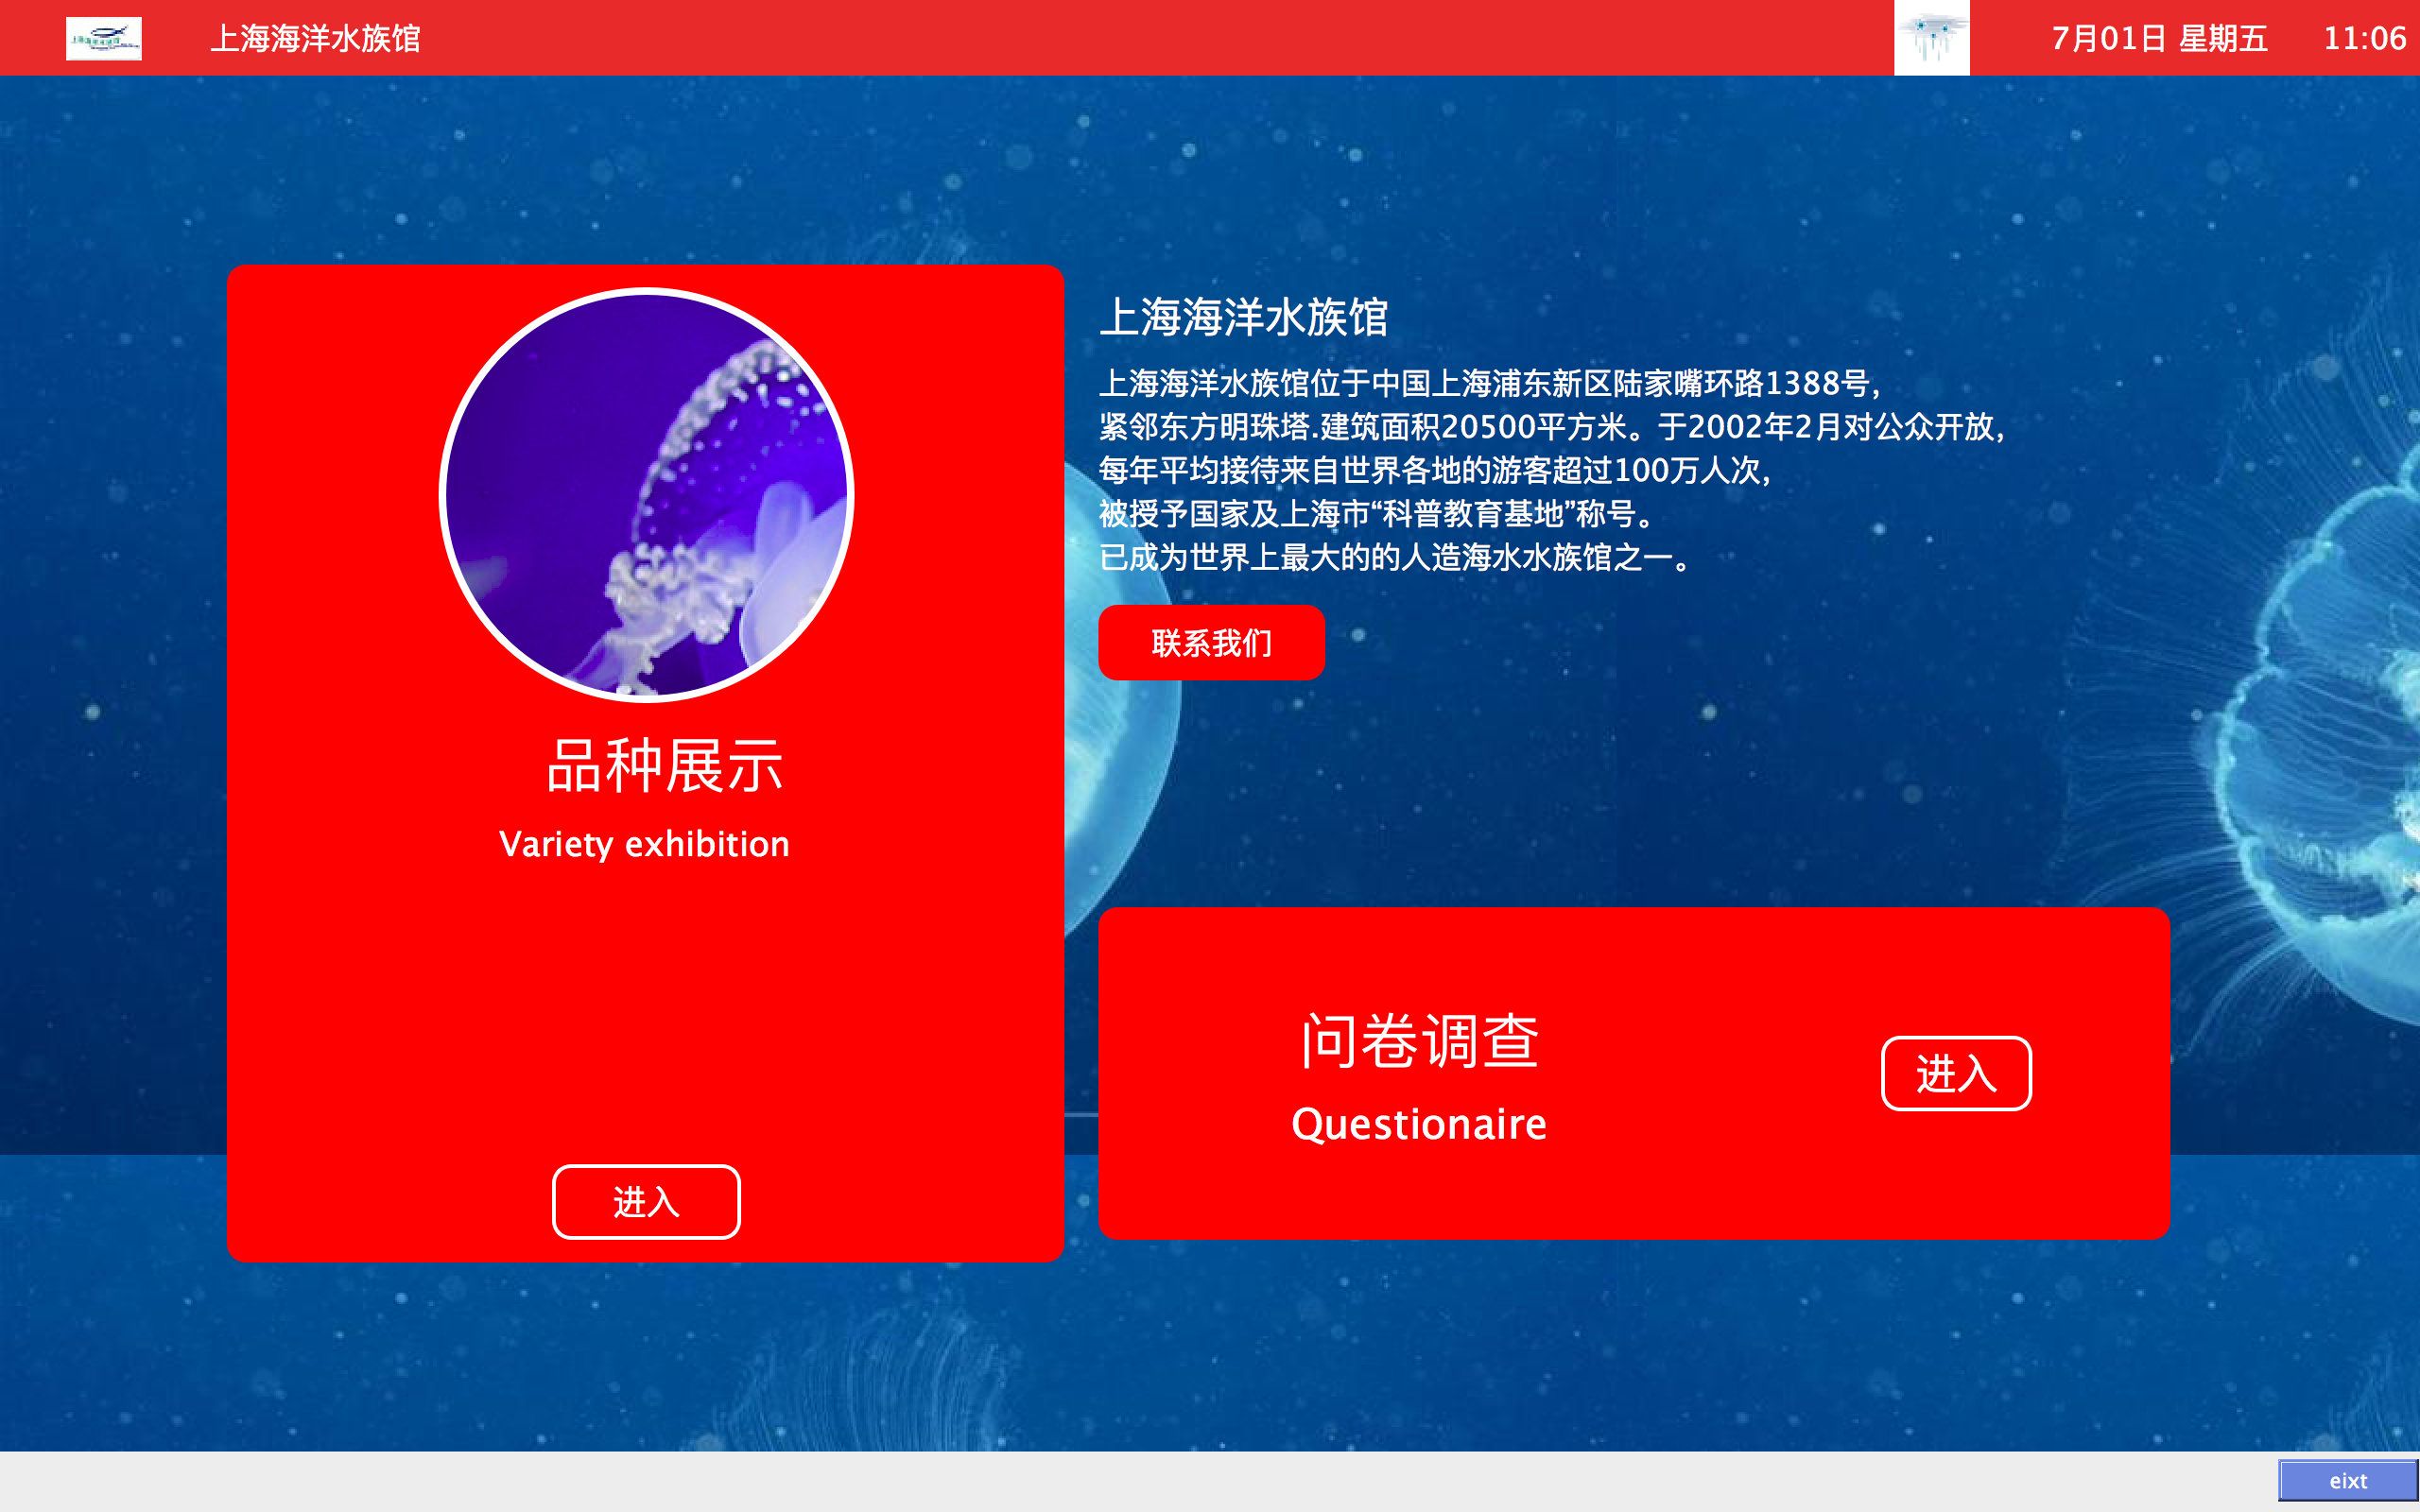 上海海洋水族馆
7月01日 星期五
11:06
品种展示
Variety exhibition
进入
上海海洋水族馆
上海海洋水族馆位于中国上海浦东新区陆家嘴环路1388号,
紧邻东方明珠塔.建筑面积20500平方米。于2002年2月对公众开放,
每年平均接待来自世界各地的游客超过100万人次,
被授予国家及上海市“科普教育基地”称号。
已成为世界上最大的的人造海水水族馆之一。
联系我们
问卷调查
Questionaire
进入
eixt